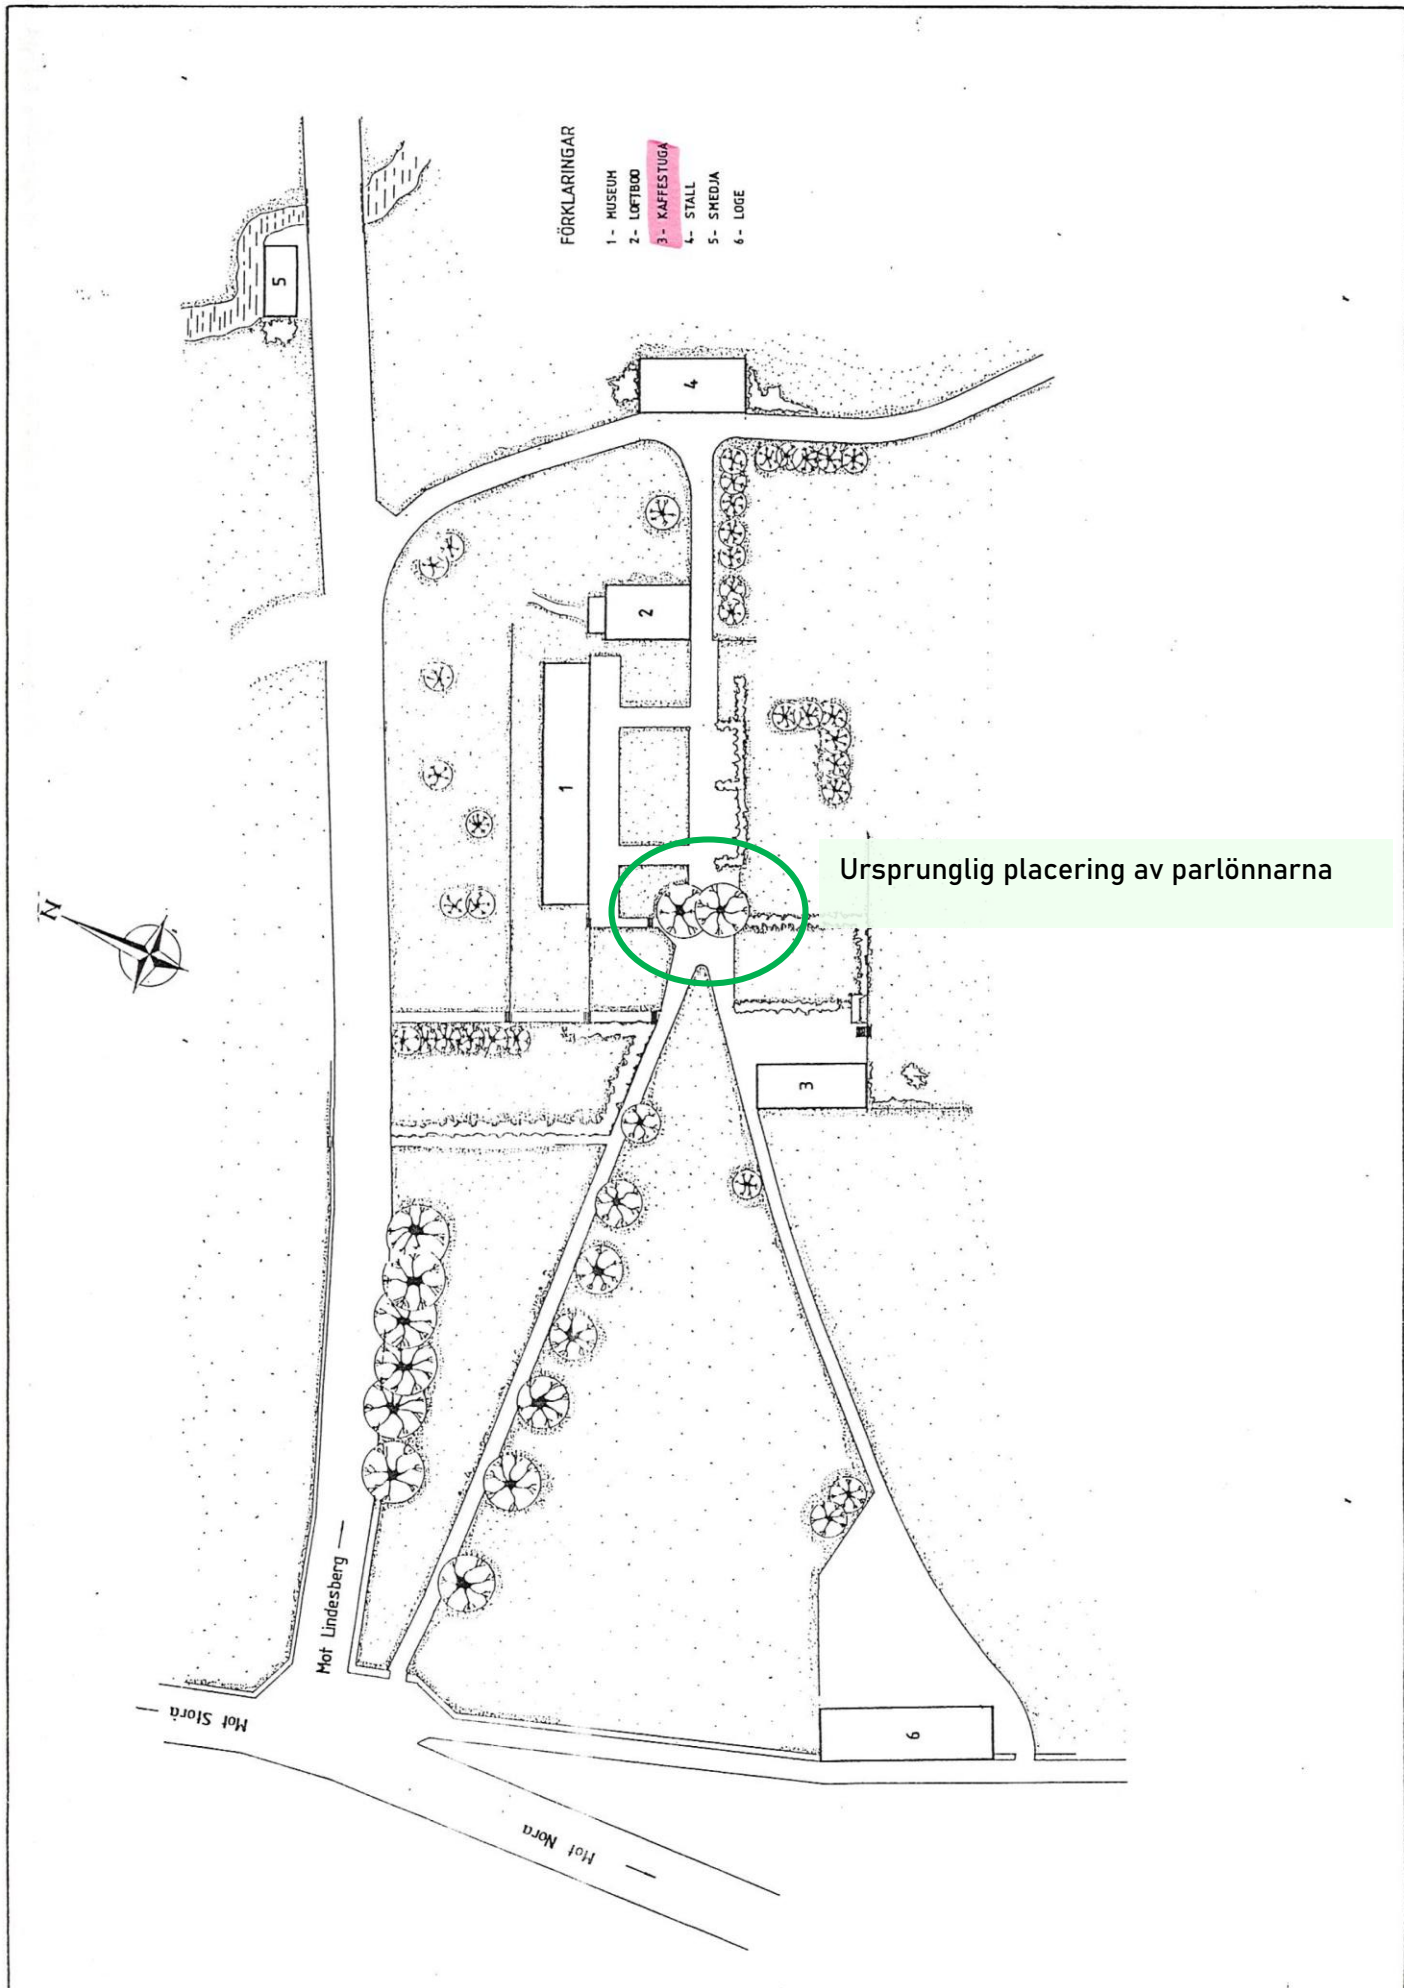 FÖRKLARINGAR
1 - MUSEUM
2 - LOFTBOD
3 - KAFFESTUGA
4 - STALL
5 - SMEDJA
6 - LOGE
5
4
2
1
Ursprunglig placering av parlönnarna
N
3
Mot Lindesberg
Mot Storå
6
Mot Nora